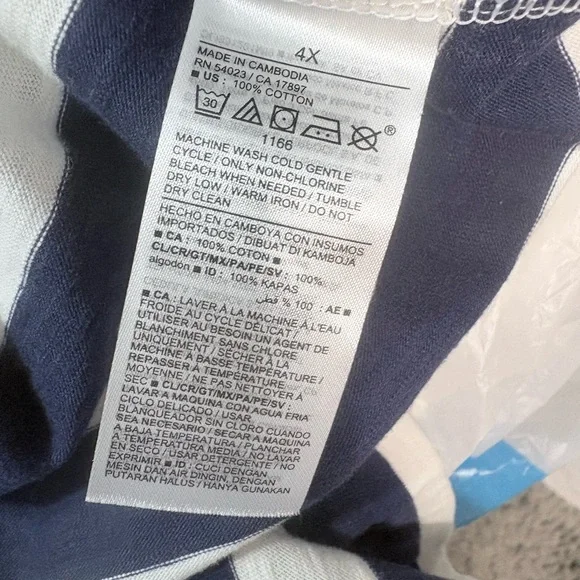 4X
MADE IN CAMBODIA
RN 54023 / CA 17897
■ US : 100% COTTON
30
®
1166
MACHINE WASH COLD GENTLE
CYCLE / ONLY NON-CHLORINE
BLEACH WHEN NEEDED / TUMBLE
DRY LOW / WARM IRON / DO NOT
DRY CLEAN
HECHO EN CAMBOYA CON INSUMOS
IMPORTADOS / DIBUAT DI KAMBOJA
■ CA : 100% COTON ■
CL/CR/GT/MX/PA/PE/SV : 100%
algodón ■ ID : 100% KAPAS
■ AE : 100 % قطن
■ CA : LAVER À LA MACHINE À L'EAU
FROIDE AU CYCLE DÉLICAT /
UTILISER AU BESOIN UN AGENT DE
BLANCHIMENT SANS CHLORE
UNIQUEMENT / SÉCHER À LA
MACHINE À BASSE TEMPÉRATURE /
REPASSER À TEMPÉRATURE
MOYENNE / NE PAS NETTOYER À
SEC ■ CL/CR/GT/MX/PA/PE/SV :
LAVAR A MAQUINA CON AGUA FRIA
CICLO DELICADO / USAR
BLANQUEADOR SIN CLORO CUANDO
SEA NECESARIO / SECAR A MAQUINA
A BAJA TEMPERATURA / PLANCHAR
A TEMPERATURA MEDIA / NO LAVAR
EN SECO / USAR DETERGENTE / NO
EXPRIMIR ■ ID : CUCI DENGAN
MESIN DAN AIR DINGIN, DENGAN
PUTARAN HALUS / HANYA GUNAKAN